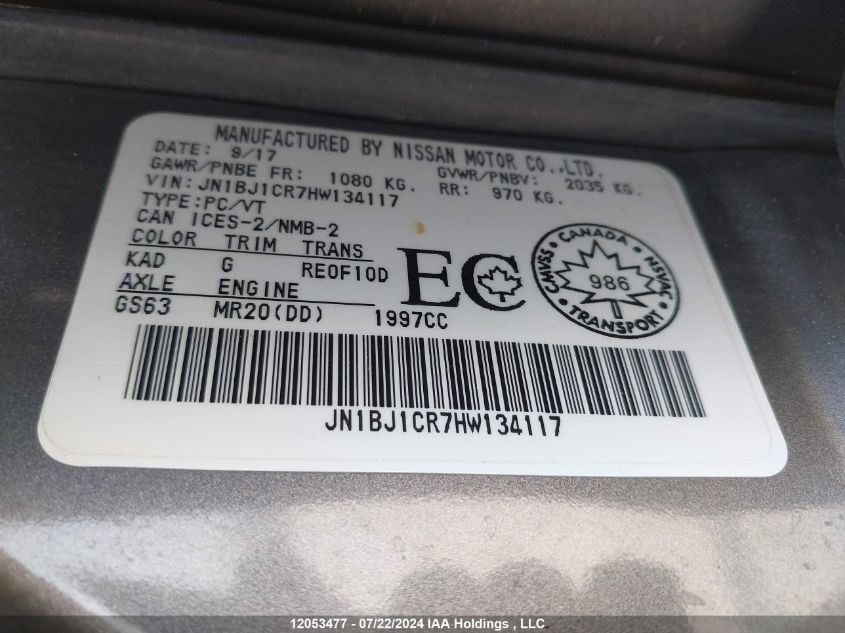 MANUFACTURED BY NISSAN MOTOR CO.,LTD.
DATE: 9/17 GVWR/PNBV: 2035 KG.
GAWR/PNBE FR: 1080 KG. RR: 970 KG.
VIN: JN1BJ1CR7HW134117
TYPE:PC/VT
CAN ICES-2/NMB-2
COLOR TRIM TRANS
KAD G RE0F10D
AXLE ENGINE
GS63 MR20(DD) 1997CC
EC
CANADA
CMVSS 986 NSVAC
TRANSPORT
JN1BJ1CR7HW134117
12053477 - 07/22/2024 IAA Holdings , LLC.